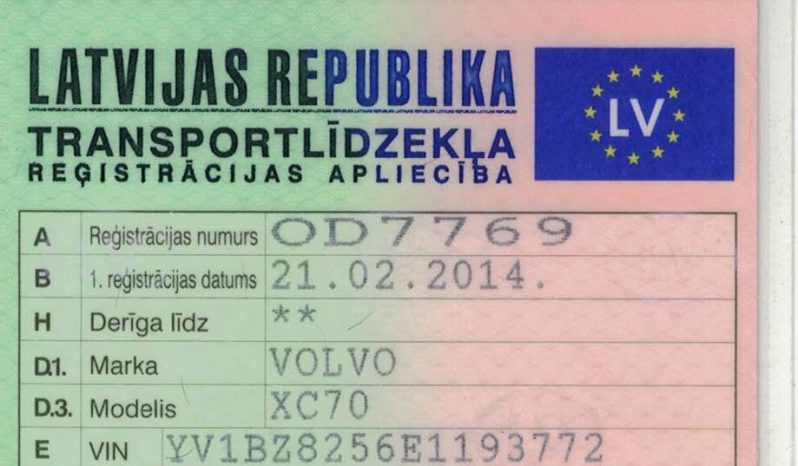 LATVIJAS REPUBLIKA
TRANSPORTLĪDZEKĻA
REĢISTRĀCIJAS APLIECĪBA
LV
A Reģistrācijas numurs OD7769
B 1. reģistrācijas datums 21.02.2014.
H Derīga līdz **
D.1. Marka VOLVO
D.3. Modelis XC70
E VIN YV1BZ8256E1193772